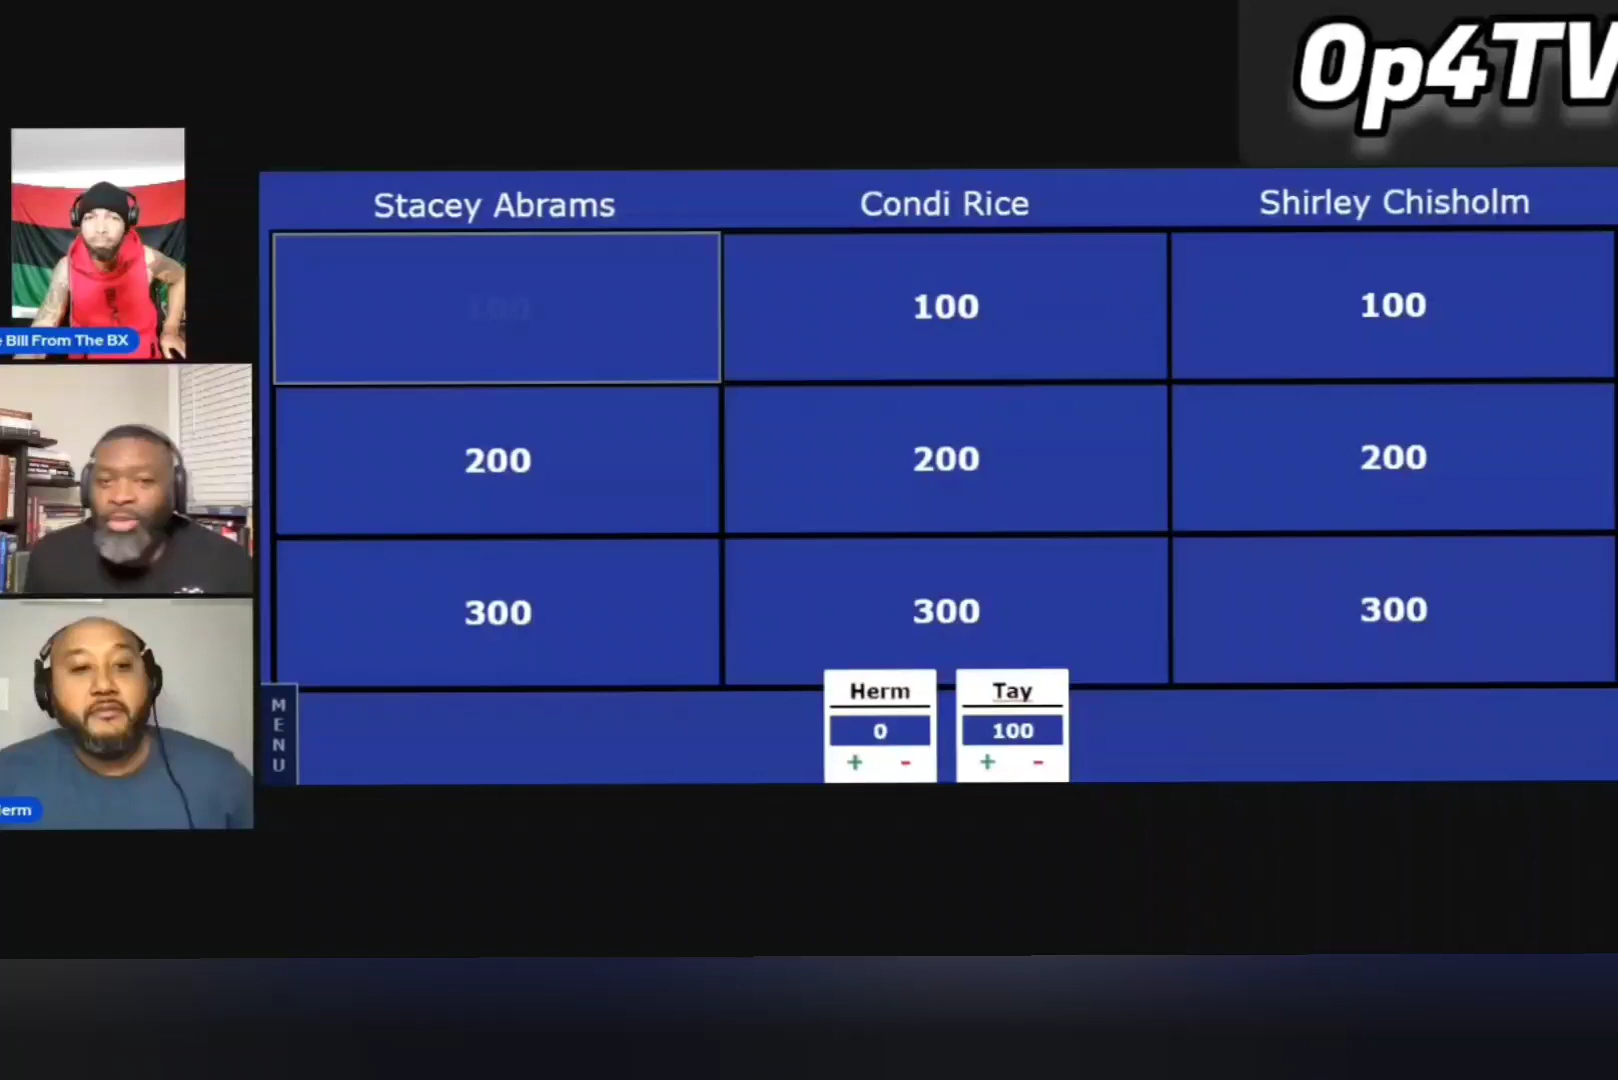 Op4TV
Stacey Abrams Condi Rice Shirley Chisholm
100 100 100
200 200 200
300 300 300
Bill From The BX
MENU
Herm Tay
0 100
+ - + -
erm